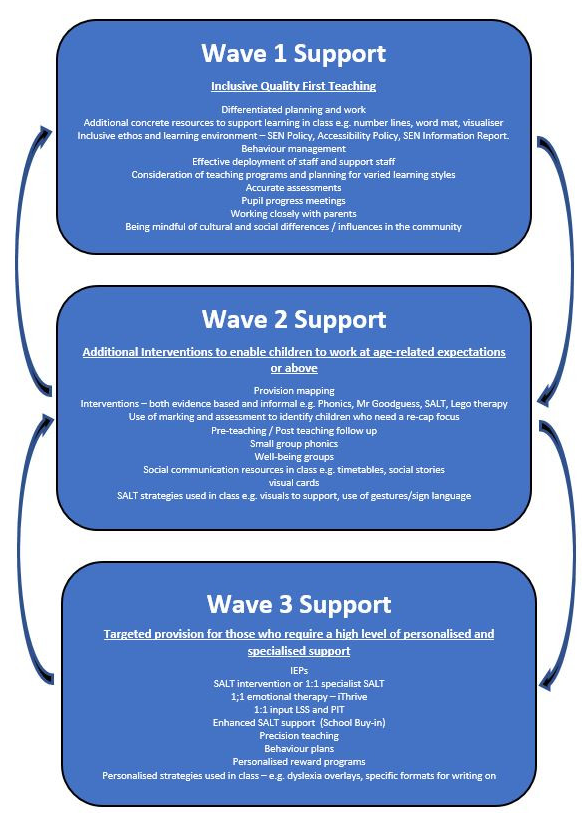 Wave 1 Support
Inclusive Quality First Teaching
Differentiated planning and work
Additional concrete resources to support learning in class e.g. number lines, word mat, visualiser
Inclusive ethos and learning environment – SEN Policy, Accessibility Policy, SEN Information Report.
Behaviour management
Effective deployment of staff and support staff
Consideration of teaching programs and planning for varied learning styles
Accurate assessments
Pupil progress meetings
Working closely with parents
Being mindful of cultural and social differences / influences in the community
Wave 2 Support
Additional Interventions to enable children to work at age-related expectations
or above
Provision mapping
Interventions – both evidence based and informal e.g. Phonics, Mr Goodguess, SALT, Lego therapy
Use of marking and assessment to identify children who need a re-cap focus
Pre-teaching / Post teaching follow up
Small group phonics
Well-being groups
Social communication resources in class e.g. timetables, social stories
visual cards
SALT strategies used in class e.g. visuals to support, use of gestures/sign language
Wave 3 Support
Targeted provision for those who require a high level of personalised and
specialised support
IEPs
SALT intervention or 1:1 specialist SALT
1;1 emotional therapy – iThrive
1:1 input LSS and PIT
Enhanced SALT support  (School Buy-in)
Precision teaching
Behaviour plans
Personalised reward programs
Personalised strategies used in class – e.g. dyslexia overlays, specific formats for writing on